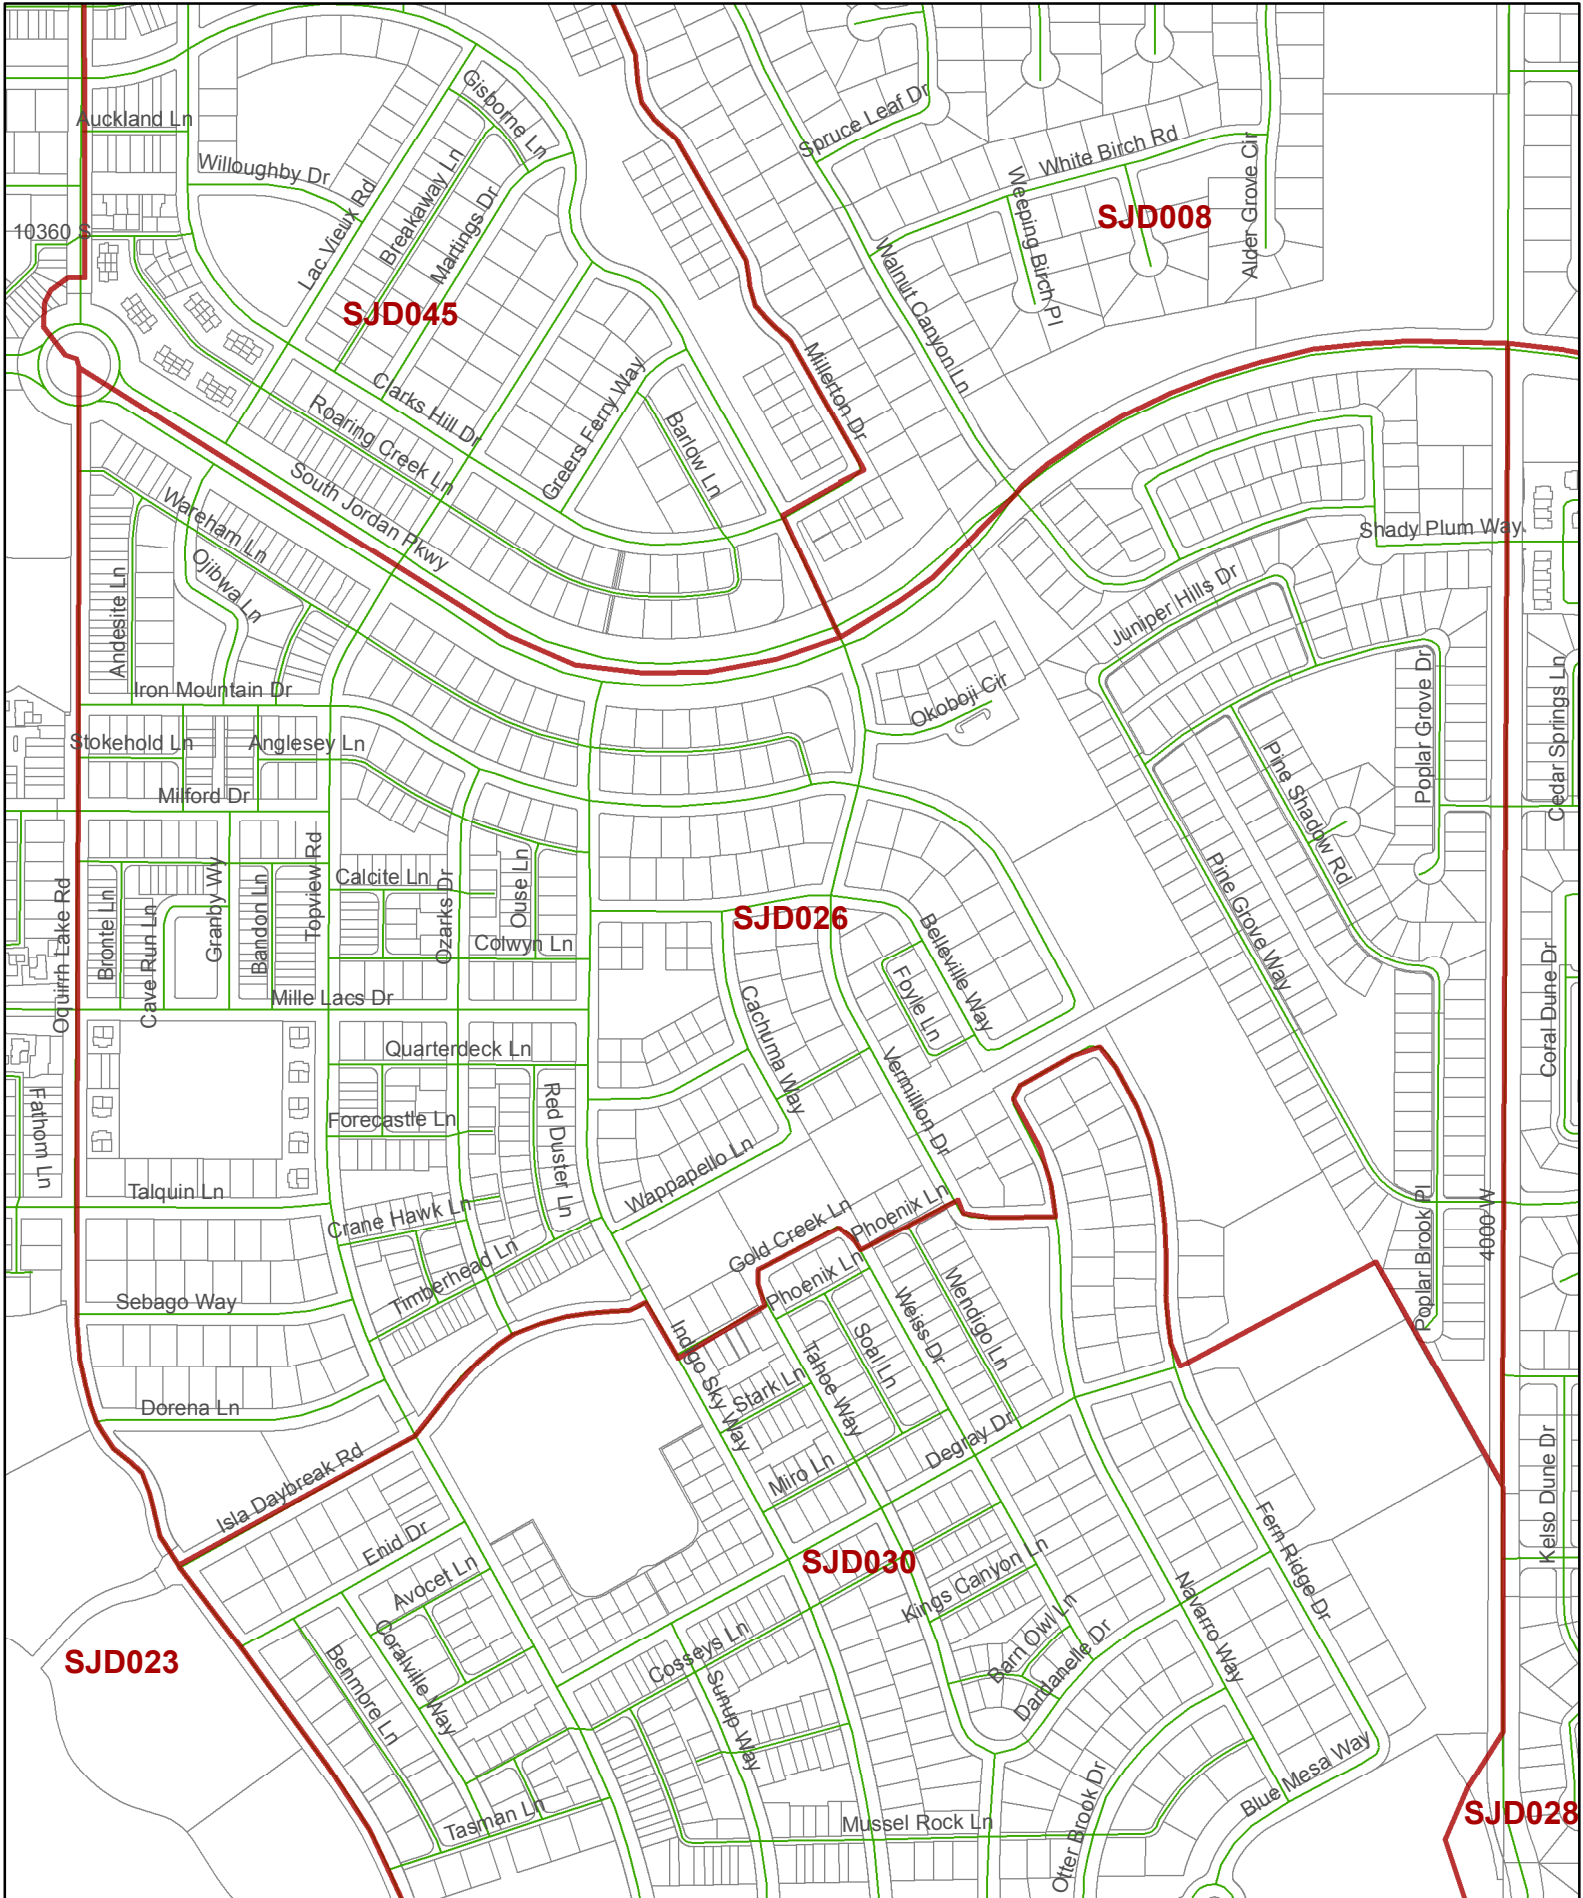 Auckland Ln
Gisborne Ln
Spruce Leaf Dr
White Birch Rd
Willoughby Dr
Lac Vieux Rd
Breakaway Ln
Martings Dr
Weeping Birch Pl
Alder Grove Cir
SJD008
10360 S
SJD045
Walnut Canyon Ln
Millerton Dr
Clarks Hill Dr
Roaring Creek Ln
Greers Ferry Way
Barlow Ln
South Jordan Pkwy
Wareham Ln
Ojibwa Ln
Andesite Ln
Shady Plum Way
Juniper Hills Dr
Iron Mountain Dr
Okoboji Cir
Poplar Grove Dr
Cedar Springs Ln
Stokehold Ln
Anglesey Ln
Milford Dr
Pine Shadow Rd
Topview Rd
Calcite Ln
Ozarks Dr
Ouse Ln
Granby Wy
Bandon Ln
Bronte Ln
Cave Run Ln
Oquirrh Lake Rd
Colwyn Ln
SJD026
Belleville Way
Pine Grove Way
Foyle Ln
Mille Lacs Dr
Cachuma Way
Coral Dune Dr
Quarterdeck Ln
Vermillion Dr
Fathom Ln
Forecastle Ln
Red Duster Ln
Wappapello Ln
Talquin Ln
Crane Hawk Ln
Phoenix Ln
Gold Creek Ln
Timberhead Ln
Phoenix Ln
Poplar Brook Pl
4000 W
Sebago Way
Indigo Sky Way
Weiss Dr
Wendigo Ln
Soal Ln
Tahoe Way
Stark Ln
Dorena Ln
Degray Dr
Miro Ln
Isla Daybreak Rd
Kelso Dune Dr
Enid Dr
Fern Ridge Dr
SJD030
Avocet Ln
Kings Canyon Ln
Navarro Way
Barn Owl Ln
Dardanelle Dr
SJD023
Coralville Way
Benmore Ln
Cosseys Ln
Sunup Way
Otter Brook Dr
Blue Mesa Way
Tasman Ln
Mussel Rock Ln
SJD028